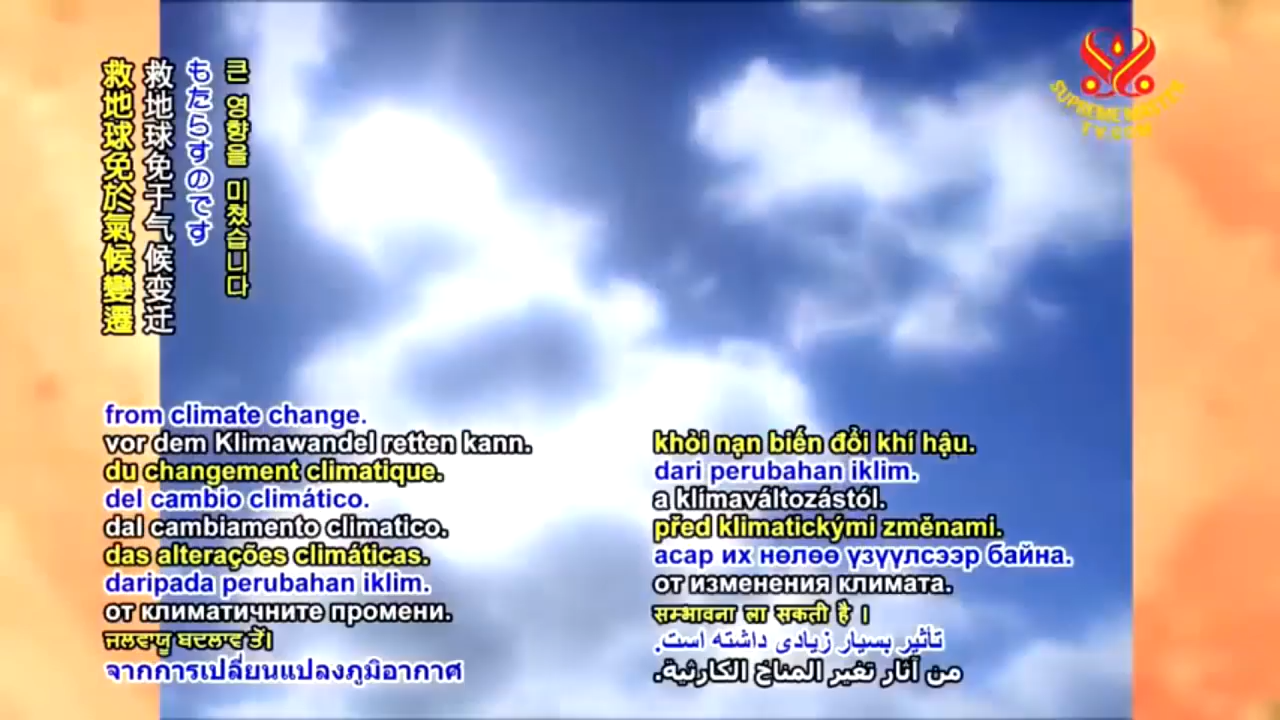 큰 영향을 미쳤습니다
もたらすのです
救地球免于气候变迁
救地球免於氣候變遷
SUPREME MASTER
TV.COM
from climate change.
vor dem Klimawandel retten kann.
du changement climatique.
del cambio climático.
dal cambiamento climatico.
das alterações climáticas.
daripada perubahan iklim.
от климатичните промени.
ਜਲਵਾਯੂ ਬਦਲਾਵ ਤੋਂ।
จากการเปลี่ยนแปลงภูมิอากาศ
khỏi nạn biến đổi khí hậu.
dari perubahan iklim.
a klímaváltozástól.
před klimatickými změnami.
асар их нөлөө үзүүлсээр байна.
от изменения климата.
सम्भावना ला सकती है ।
تأثیر بسیار زیادی داشته است.
من آثار تغير المناخ الكارثية.